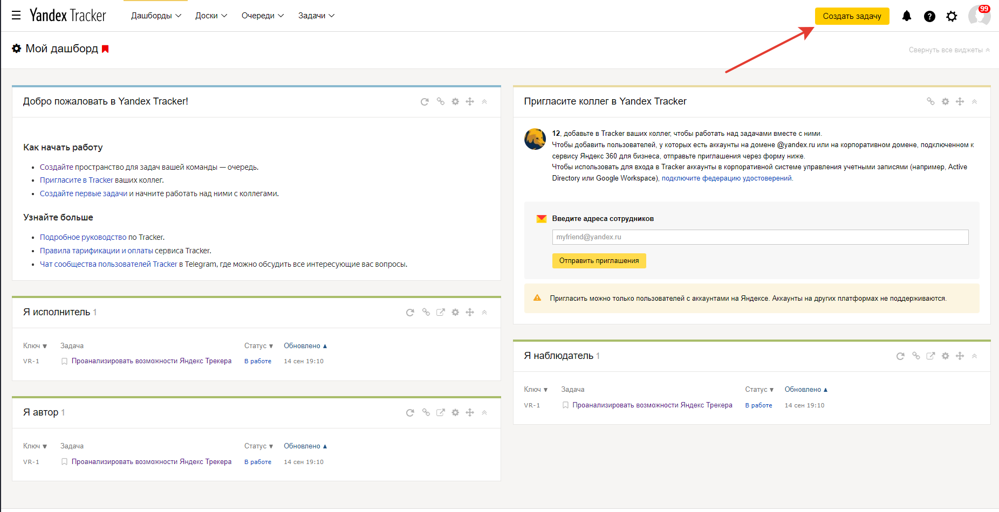 Yandex Tracker
Дашборды
Доски
Очереди
Задачи
Создать задачу
99
Мой дашборд
Свернуть все виджеты
Добро пожаловать в Yandex Tracker!
Как начать работу
Создайте пространство для задач вашей команды — очередь.
Пригласите в Tracker ваших коллег.
Создайте первые задачи и начните работать над ними с коллегами.
Узнайте больше
Подробное руководство по Tracker.
Правила тарификации и оплаты сервиса Tracker.
Чат сообщества пользователей Tracker в Telegram, где можно обсудить все интересующие вас вопросы.
Я исполнитель 1
Ключ ▼ Задача Статус ▼ Обновлено ▲
VR-1 Проанализировать возможности Яндекс Трекера В работе 14 сен 19:10
Я автор 1
Ключ ▼ Задача Статус ▼ Обновлено ▲
VR-1 Проанализировать возможности Яндекс Трекера В работе 14 сен 19:10
Пригласите коллег в Yandex Tracker
12, добавьте в Tracker ваших коллег, чтобы работать над задачами вместе с ними.
Чтобы добавить пользователей, у которых есть аккаунты на домене @yandex.ru или на корпоративном домене, подключенном к
сервису Яндекс 360 для бизнеса, отправьте приглашения через форму ниже.
Чтобы использовать для входа в Tracker аккаунты в корпоративной системе управления учетными записями (например, Active
Directory или Google Workspace), подключите федерацию удостоверений.
Введите адреса сотрудников
myfriend@yandex.ru
Отправить приглашения
Пригласить можно только пользователей с аккаунтами на Яндексе. Аккаунты на других платформах не поддерживаются.
Я наблюдатель 1
Ключ ▼ Задача Статус ▼ Обновлено ▲
VR-1 Проанализировать возможности Яндекс Трекера В работе 14 сен 19:10